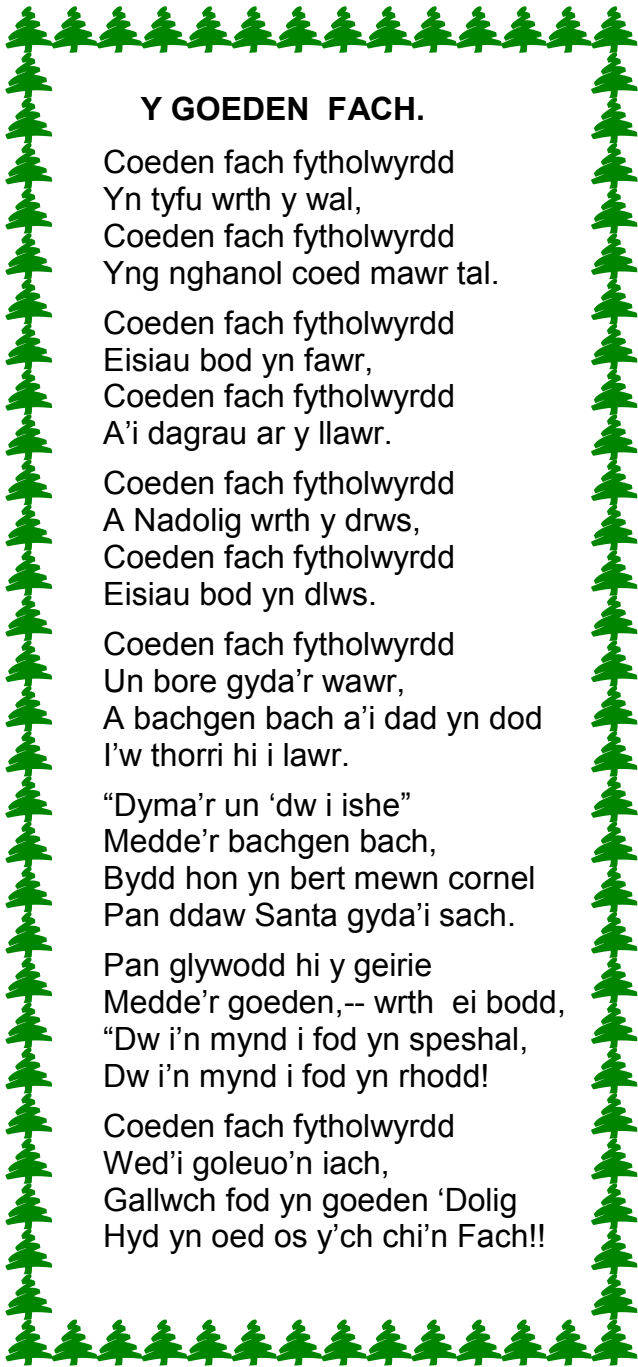 Y GOEDEN FACH.
Coeden fach fytholwyrdd
Yn tyfu wrth y wal,
Coeden fach fytholwyrdd
Yng nghanol coed mawr tal.
Coeden fach fytholwyrdd
Eisiau bod yn fawr,
Coeden fach fytholwyrdd
A’i dagrau ar y llawr.
Coeden fach fytholwyrdd
A Nadolig wrth y drws,
Coeden fach fytholwyrdd
Eisiau bod yn dlws.
Coeden fach fytholwyrdd
Un bore gyda’r wawr,
A bachgen bach a’i dad yn dod
I’w thorri hi i lawr.
“Dyma’r un ‘dw i ishe”
Medde’r bachgen bach,
Bydd hon yn bert mewn cornel
Pan ddaw Santa gyda’i sach.
Pan glywodd hi y geirie
Medde’r goeden,-- wrth ei bodd,
“Dw i’n mynd i fod yn speshal,
Dw i’n mynd i fod yn rhodd!
Coeden fach fytholwyrdd
Wed’i goleuo’n iach,
Gallwch fod yn goeden ‘Dolig
Hyd yn oed os y’ch chi’n Fach!!